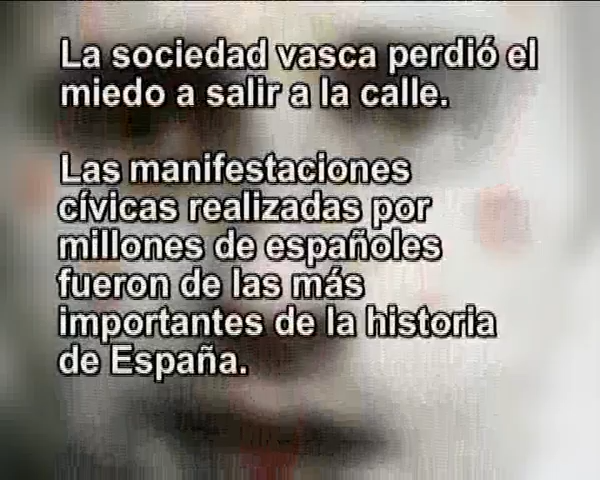 La sociedad vasca perdió el
miedo a salir a la calle.
Las manifestaciones
cívicas realizadas por
millones de españoles
fueron de las más
importantes de la historia
de España.